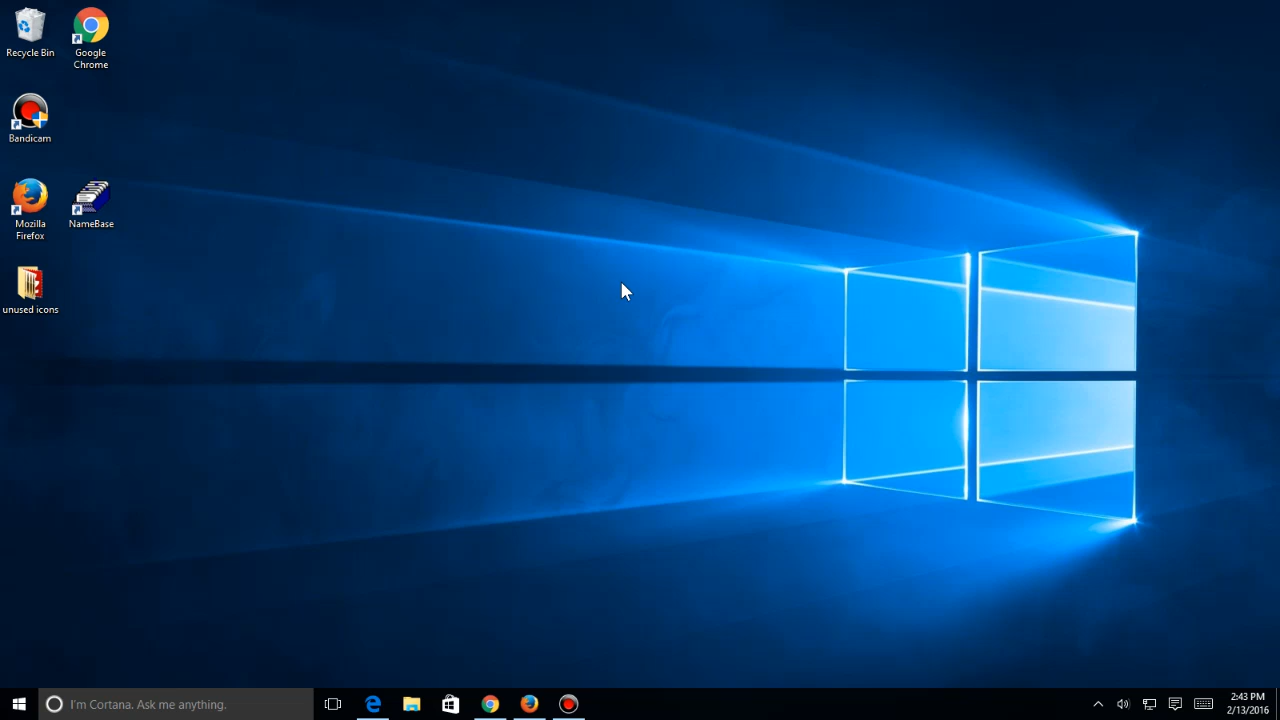 Recycle Bin
Google
Chrome
Bandicam
Mozilla
Firefox
NameBase
unused icons
I'm Cortana. Ask me anything.
2:43 PM
2/13/2016